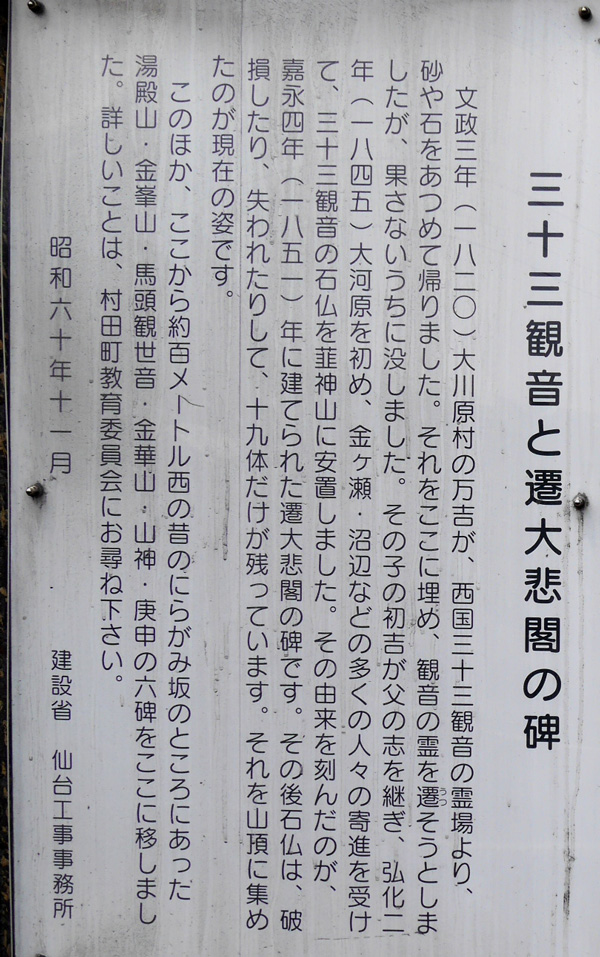 三十三観音と遷大悲閣の碑
文政三年（一八二〇）大川原村の万吉が、西国三十三観音の霊場より、
砂や石をあつめて帰りました。それをここに埋め、観音の霊を遷そうとしま
うつ
したが、果さないうちに没しました。その子の初吉が父の志を継ぎ、弘化二
年（一八四五）大河原を初め、金ヶ瀬・沼辺などの多くの人々の寄進を受け
て、三十三観音の石仏を韮神山に安置しました。その由来を刻んだのが、
嘉永四年（一八五一）年に建てられた遷大悲閣の碑です。その後石仏は、破
損したり、失われたりして、十九体だけが残っています。それを山頂に集め
たのが現在の姿です。
このほか、ここから約百メートル西の昔のにらがみ坂のところにあった
湯殿山・金峯山・馬頭観世音・金華山・山神・庚申の六碑をここに移しまし
た。詳しいことは、村田町教育委員会にお尋ね下さい。
昭和六十年十一月
建設省　仙台工事事務所